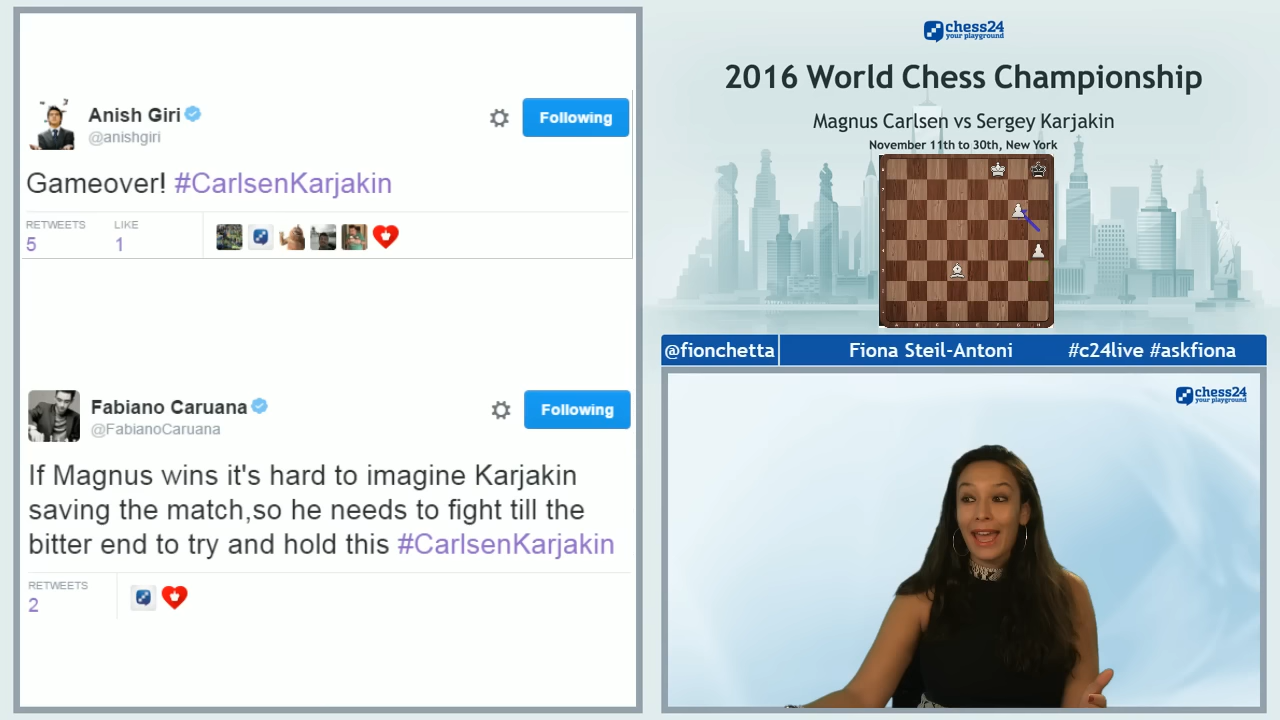 Anish Giri
@anishgiri
Following
Gameover! #CarlsenKarjakin
RETWEETS LIKE
5 1
Fabiano Caruana
@FabianoCaruana
Following
If Magnus wins it's hard to imagine Karjakin
saving the match,so he needs to fight till the
bitter end to try and hold this #CarlsenKarjakin
RETWEETS
2
chess24
your playground
2016 World Chess Championship
Magnus Carlsen vs Sergey Karjakin
November 11th to 30th, New York
@fionchetta Fiona Steil-Antoni #c24live #askfiona
chess24
your playground